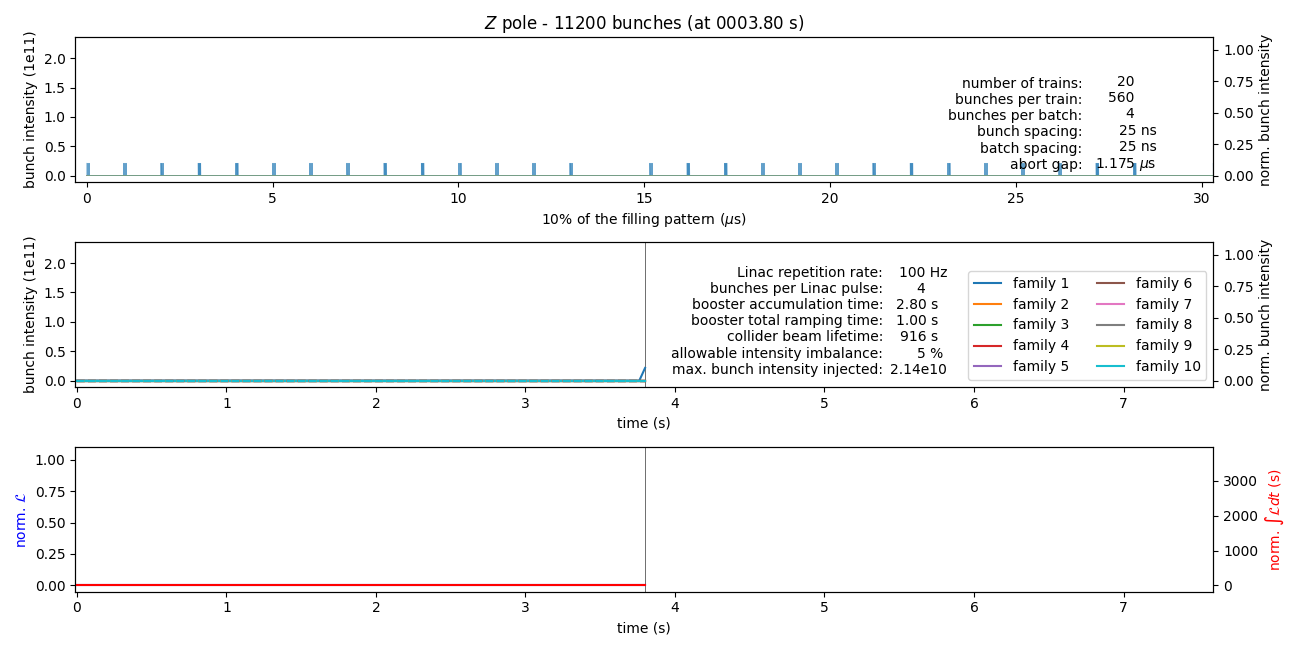 Z pole - 11200 bunches (at 0003.80 s)
bunch intensity (1e11)
2.0
1.5
1.0
0.5
0.0
number of trains: 20
bunches per train: 560
bunches per batch: 4
bunch spacing: 25 ns
batch spacing: 25 ns
abort gap: 1.175 μs
1.00
0.75
0.50
0.25
0.00
norm. bunch intensity
0 5 10 15 20 25 30
10% of the filling pattern (μs)
bunch intensity (1e11)
2.0
1.5
1.0
0.5
0.0
Linac repetition rate: 100 Hz
bunches per Linac pulse: 4
booster accumulation time: 2.80 s
booster total ramping time: 1.00 s
collider beam lifetime: 916 s
allowable intensity imbalance: 5 %
max. bunch intensity injected: 2.14e10
family 1 family 6
family 2 family 7
family 3 family 8
family 4 family 9
family 5 family 10
1.00
0.75
0.50
0.25
0.00
norm. bunch intensity
0 1 2 3 4 5 6 7
time (s)
norm. ℒ
1.00
0.75
0.50
0.25
0.00
3000
2000
1000
0
norm. ∫ℒdt (s)
0 1 2 3 4 5 6 7
time (s)